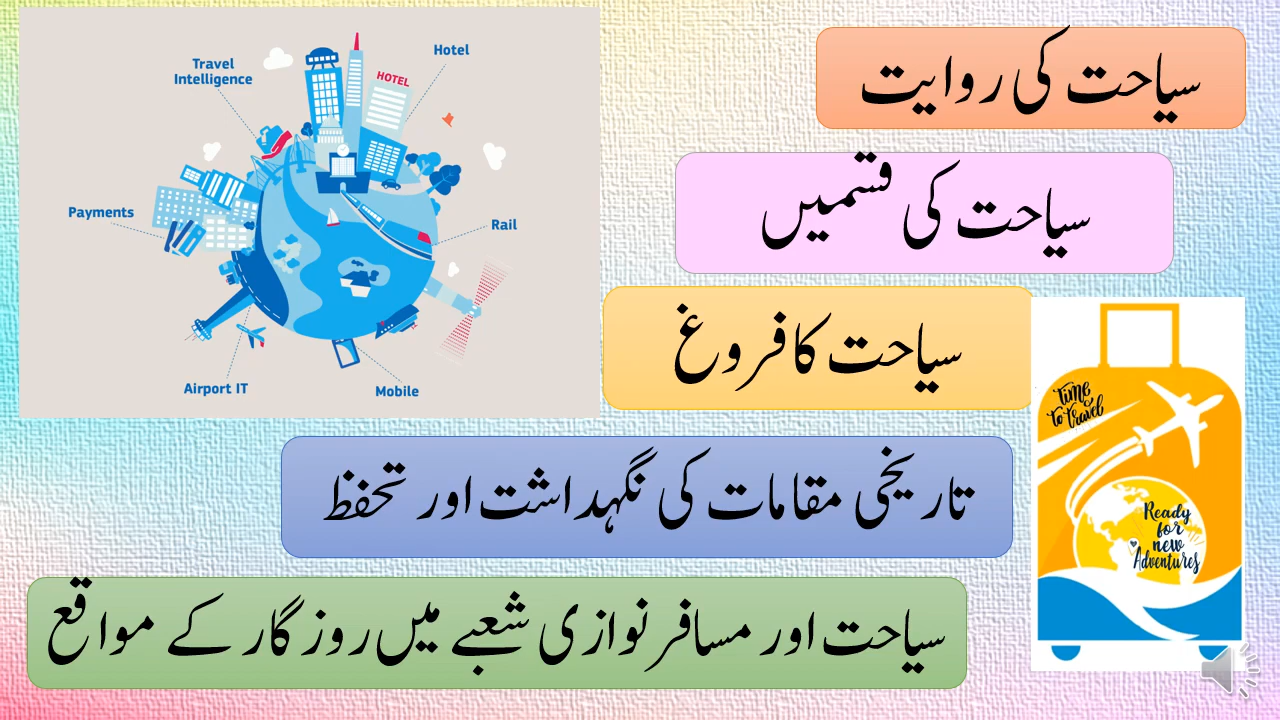 سیاحت کی روایت
سیاحت کی قسمیں
سیاحت کا فروغ
تاریخی مقامات کی نگہداشت اور تحفظ
سیاحت اور مسافر نوازی شعبے میں روزگار کے مواقع
Travel
Intelligence
Hotel
HOTEL
Payments
Rail
Airport IT
Mobile
Time
to travel
Ready
for
new
Adventures